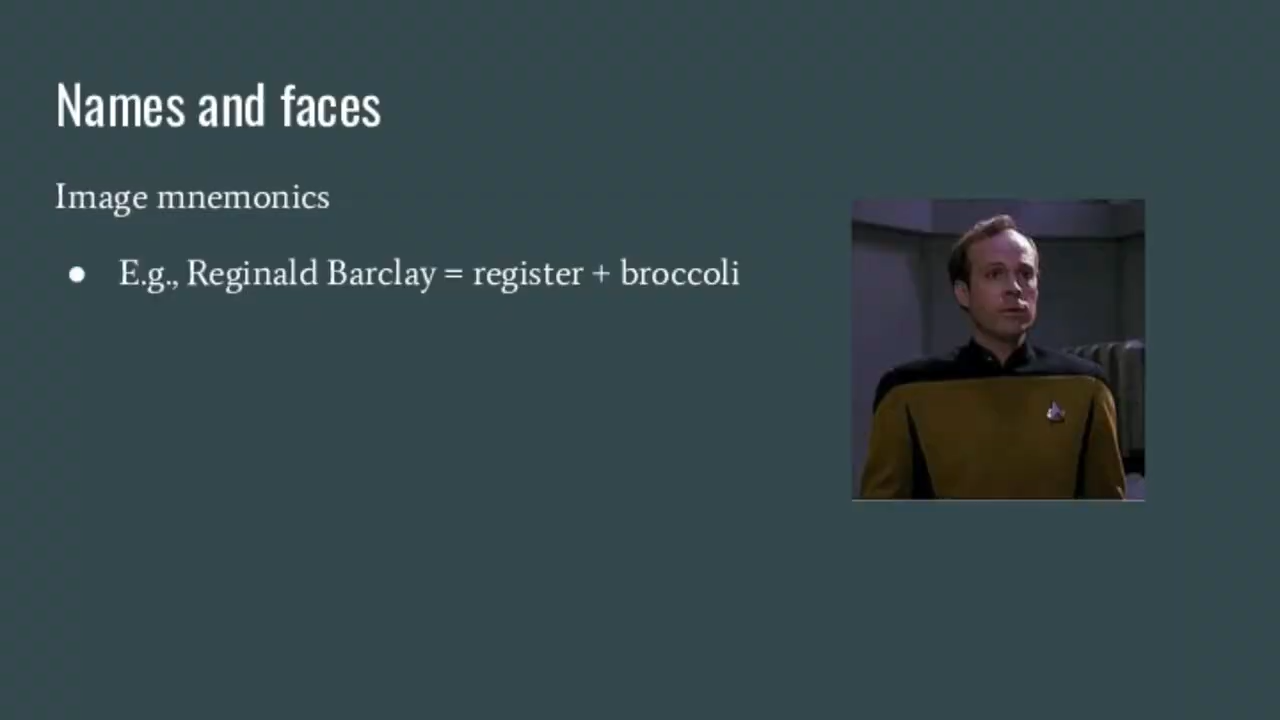 Names and faces
Image mnemonics
● E.g., Reginald Barclay = register + broccoli